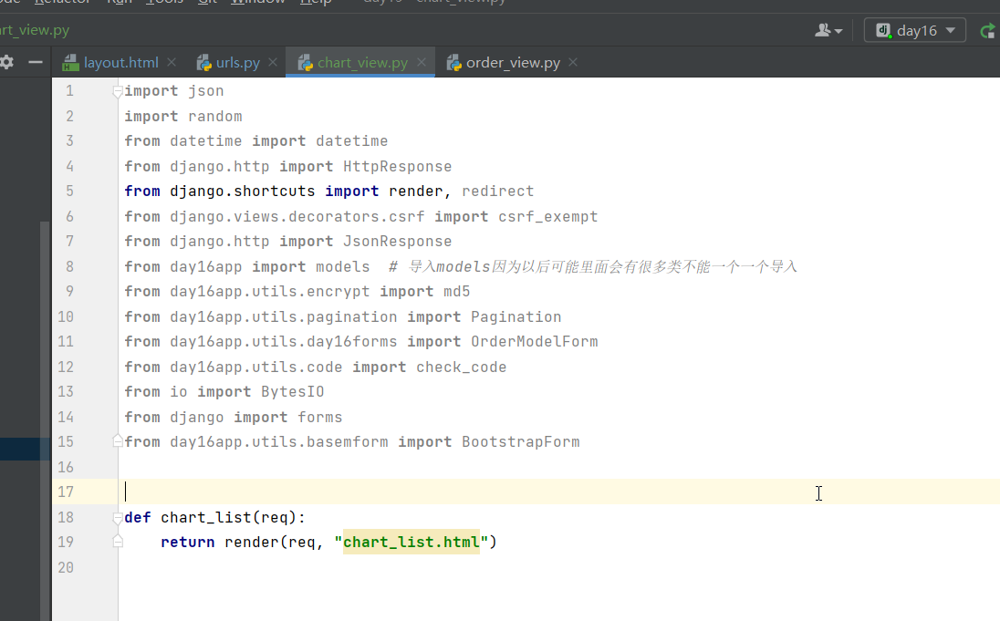 Refactor Run Tools Git Window Help day16 - chart_view.py
rt_view.py
day16
layout.html urls.py chart_view.py order_view.py
1 import json
2 import random
3 from datetime import datetime
4 from django.http import HttpResponse
5 from django.shortcuts import render, redirect
6 from django.views.decorators.csrf import csrf_exempt
7 from django.http import JsonResponse
8 from day16app import models # 导入models因为以后可能里面会有很多类不能一个一个导入
9 from day16app.utils.encrypt import md5
10 from day16app.utils.pagination import Pagination
11 from day16app.utils.day16forms import OrderModelForm
12 from day16app.utils.code import check_code
13 from io import BytesIO
14 from django import forms
15 from day16app.utils.basemform import BootstrapForm
16
17
18 def chart_list(req):
19 return render(req, "chart_list.html")
20